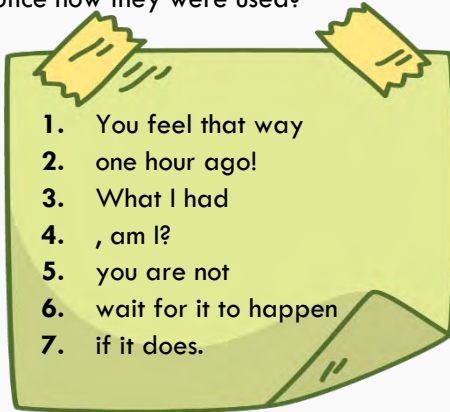 how they were used?
1. You feel that way
2. one hour ago!
3. What I had
4. , am I?
5. you are not
6. wait for it to happen
7. if it does.